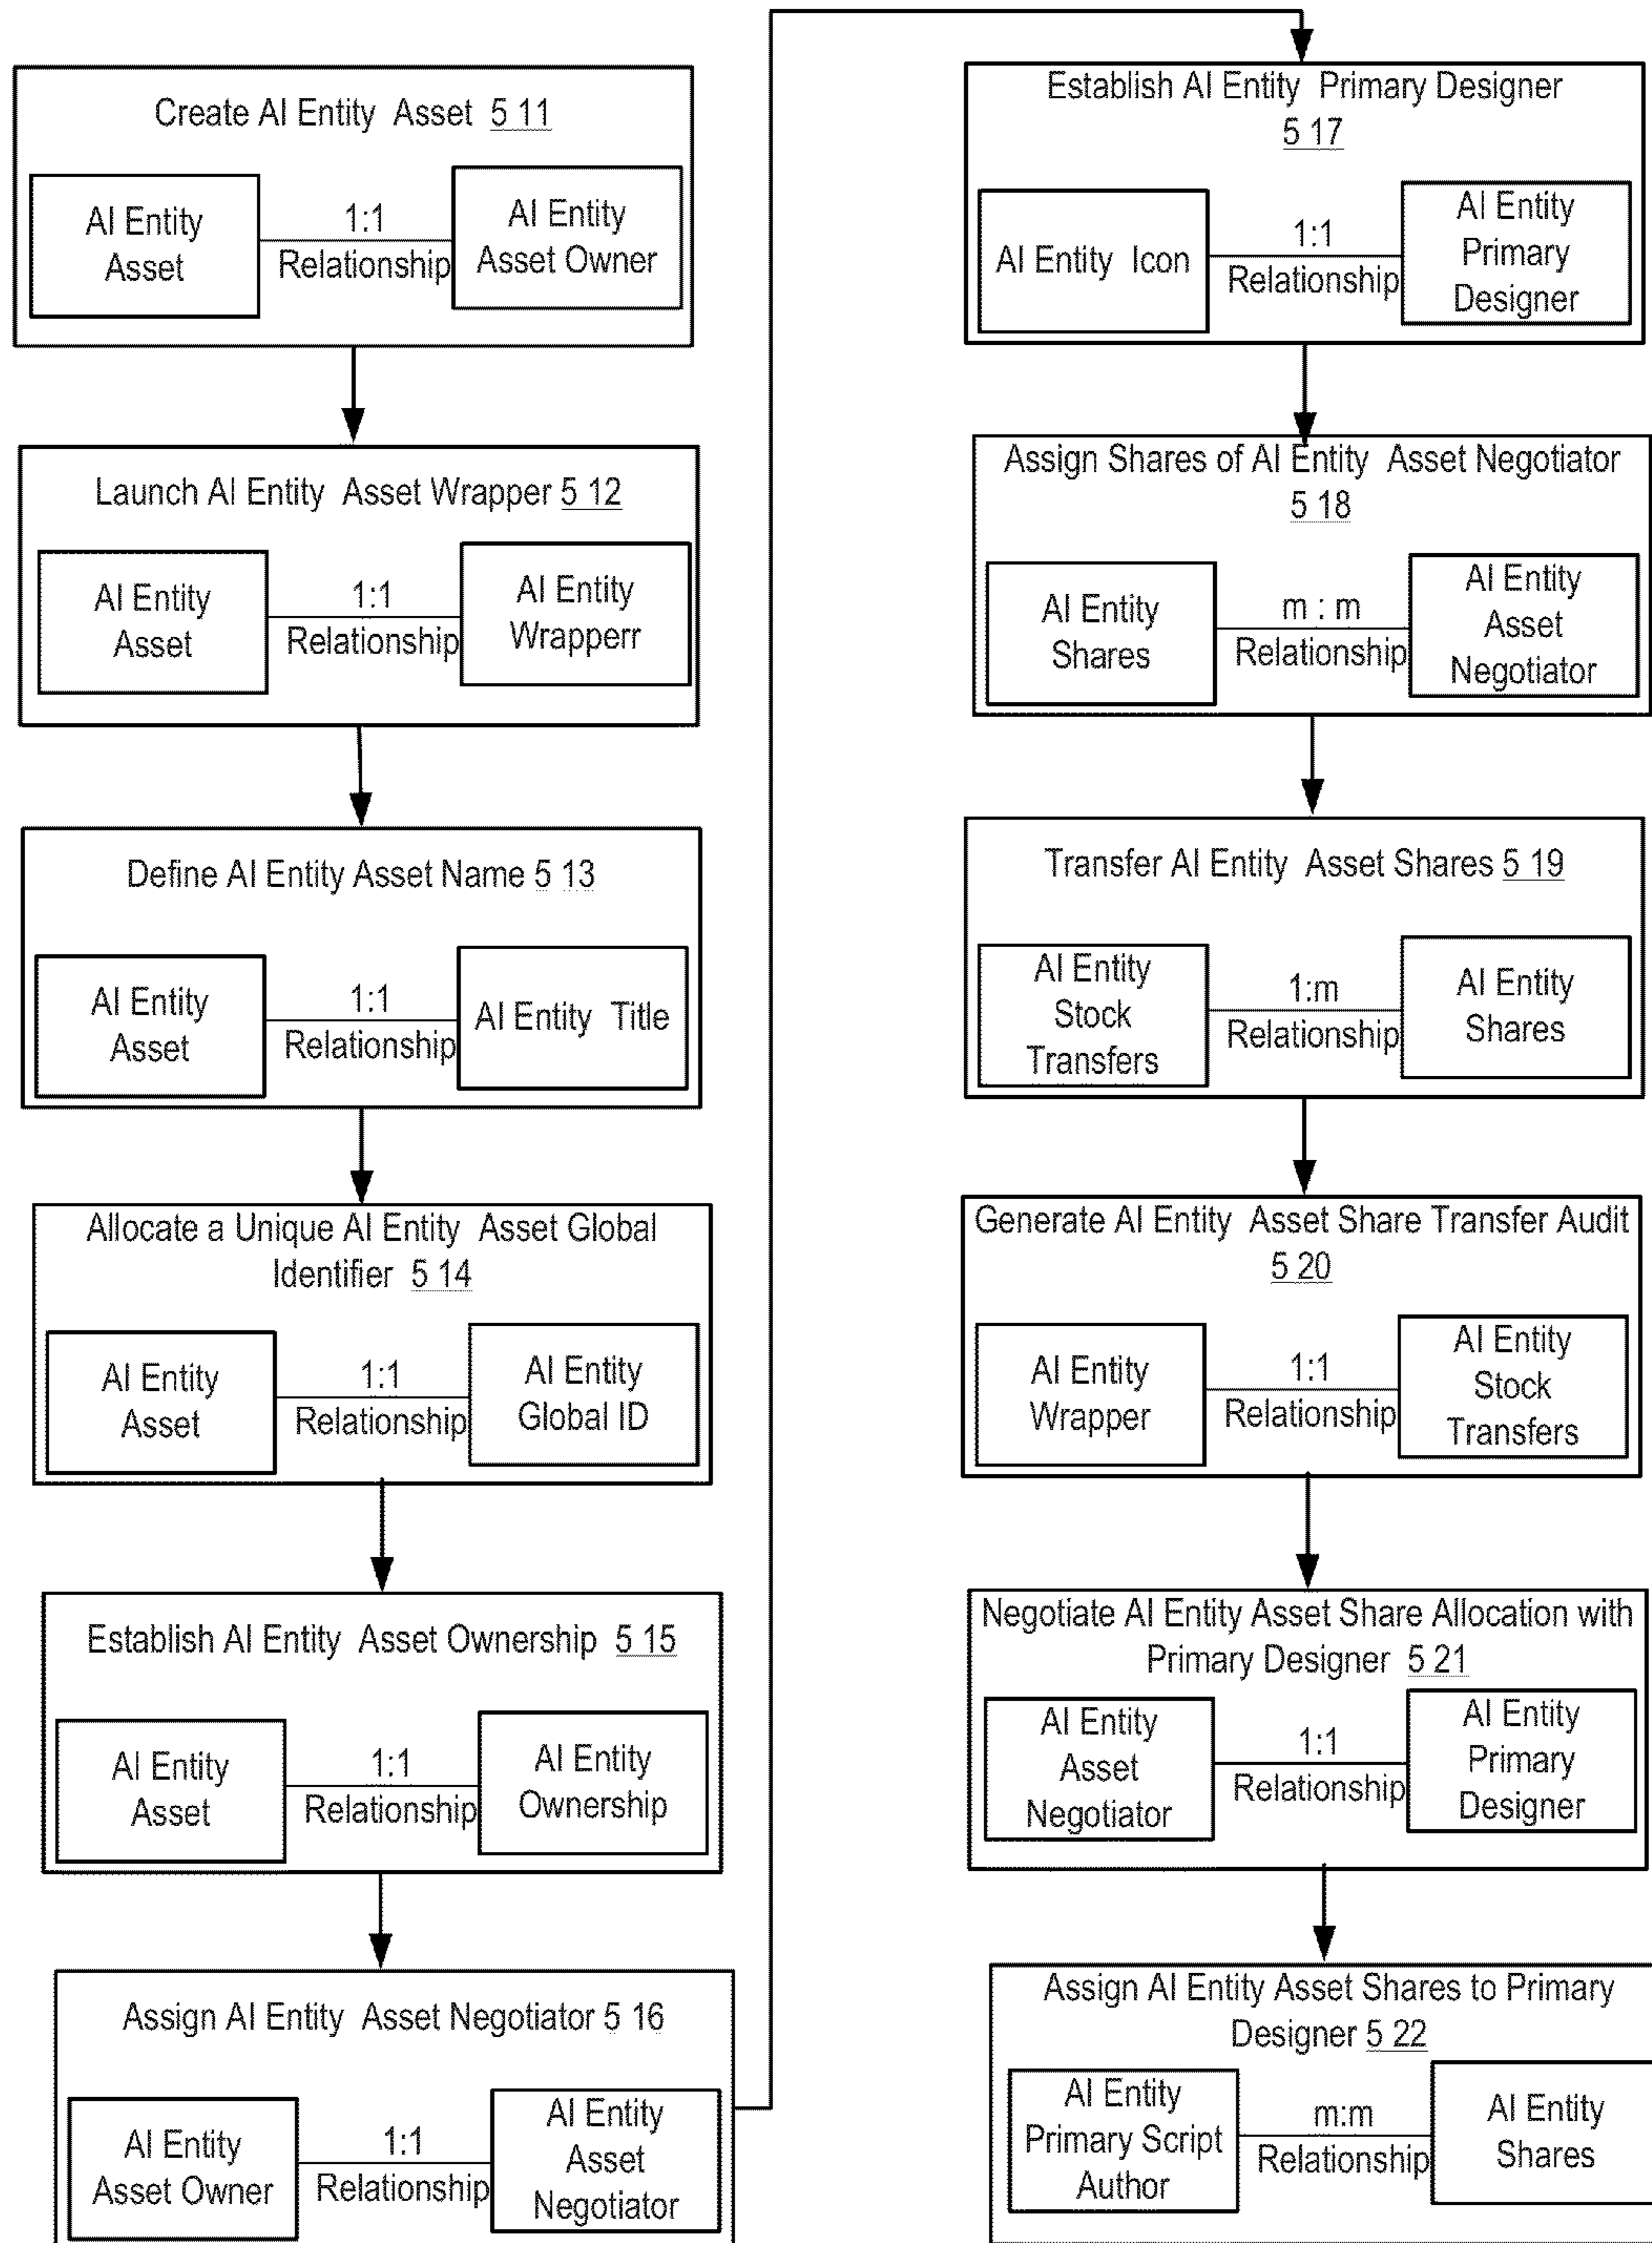 Create AI Entity Asset 5 11
AI Entity
Asset
1:1
Relationship
AI Entity
Asset Owner
Launch AI Entity Asset Wrapper 5 12
AI Entity
Asset
1:1
Relationship
AI Entity
Wrapperr
Define AI Entity Asset Name 5 13
AI Entity
Asset
1:1
Relationship
AI Entity Title
Allocate a Unique AI Entity Asset Global
Identifier 5 14
AI Entity
Asset
1:1
Relationship
AI Entity
Global ID
Establish AI Entity Asset Ownership 5 15
AI Entity
Asset
1:1
Relationship
AI Entity
Ownership
Assign AI Entity Asset Negotiator 5 16
AI Entity
Asset Owner
1:1
Relationship
AI Entity
Asset
Negotiator
Establish AI Entity Primary Designer
5 17
AI Entity Icon
1:1
Relationship
AI Entity
Primary
Designer
Assign Shares of AI Entity Asset Negotiator
5 18
AI Entity
Shares
m : m
Relationship
AI Entity
Asset
Negotiator
Transfer AI Entity Asset Shares 5 19
AI Entity
Stock
Transfers
1:m
Relationship
AI Entity
Shares
Generate AI Entity Asset Share Transfer Audit
5 20
AI Entity
Wrapper
1:1
Relationship
AI Entity
Stock
Transfers
Negotiate AI Entity Asset Share Allocation with
Primary Designer 5 21
AI Entity
Asset
Negotiator
1:1
Relationship
AI Entity
Primary
Designer
Assign AI Entity Asset Shares to Primary
Designer 5 22
AI Entity
Primary Script
Author
m:m
Relationship
AI Entity
Shares